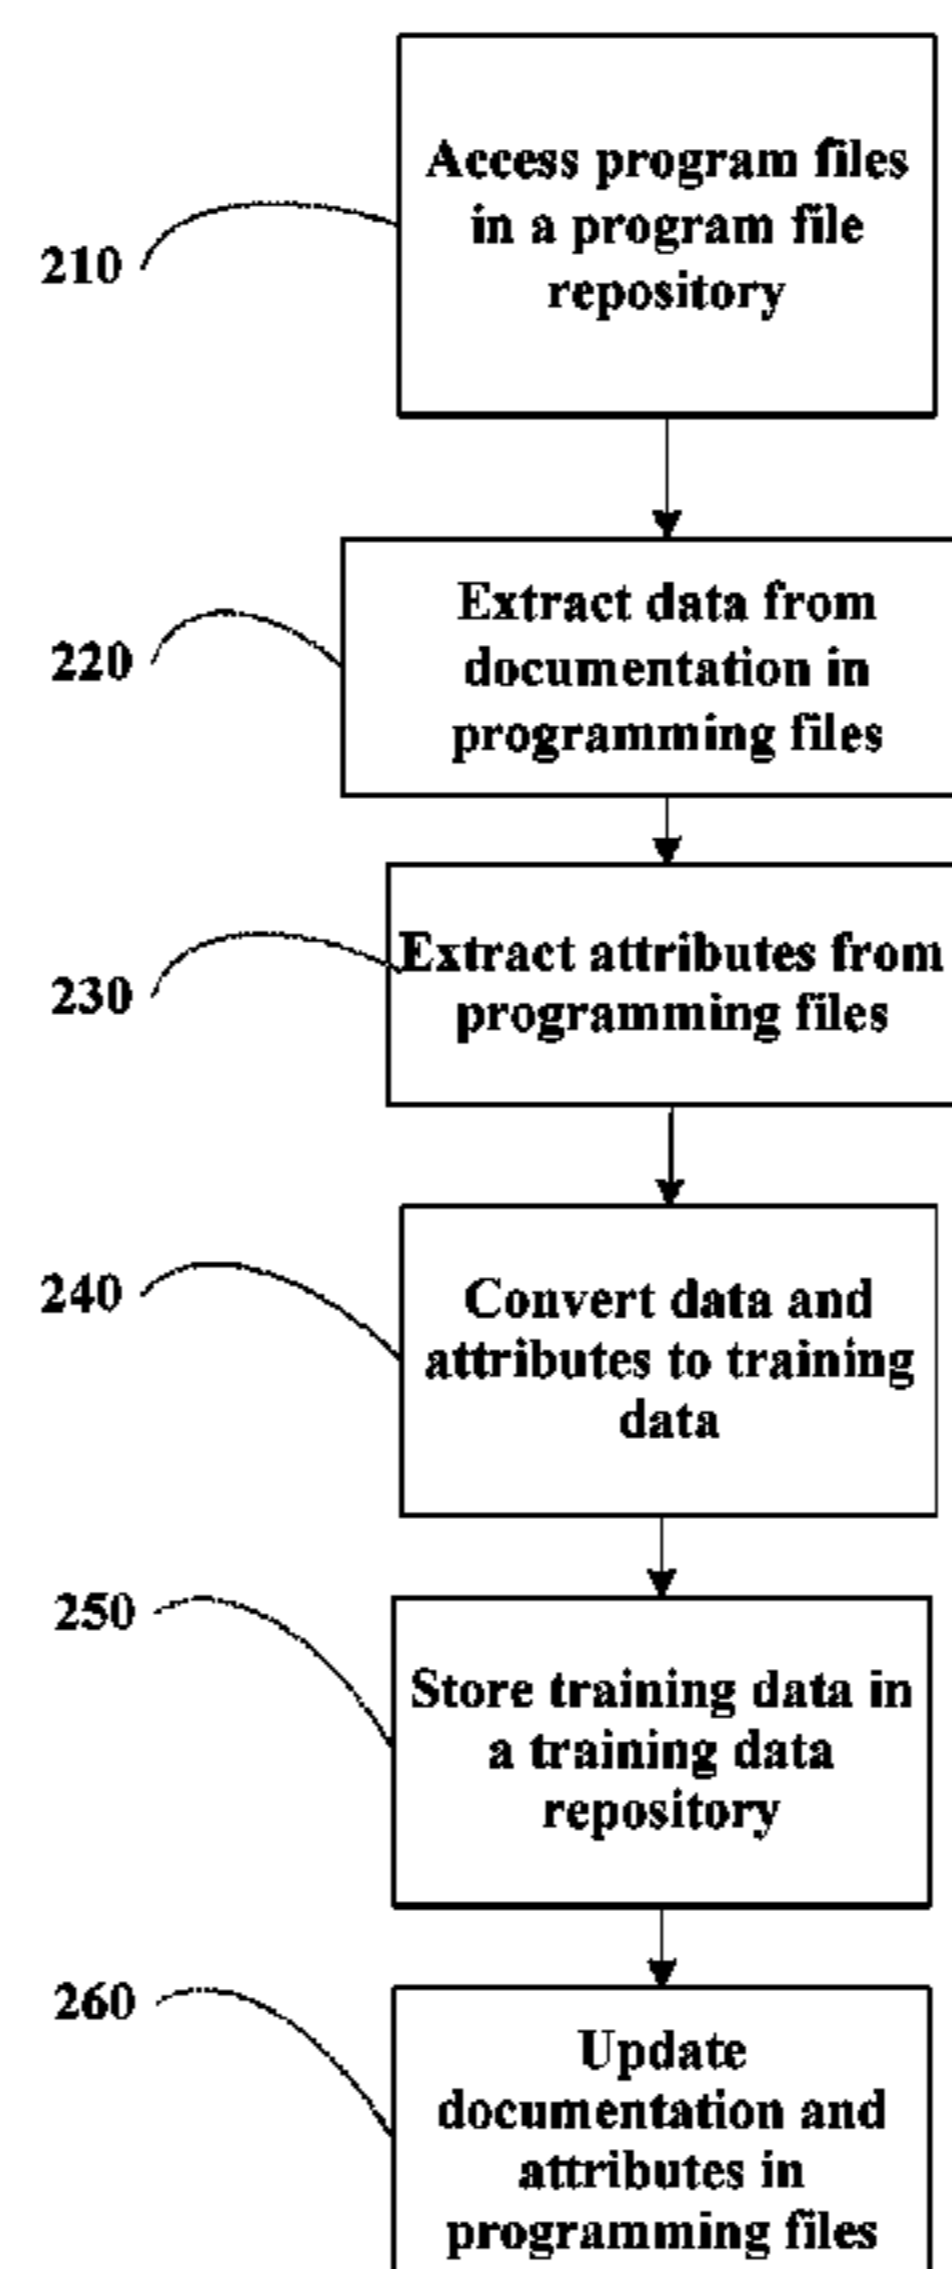 Access program files
in a program file
repository
210
Extract data from
documentation in
programming files
220
Extract attributes from
programming files
230
Convert data and
attributes to training
data
240
Store training data in
a training data
repository
250
Update
documentation and
attributes in
programming files
260